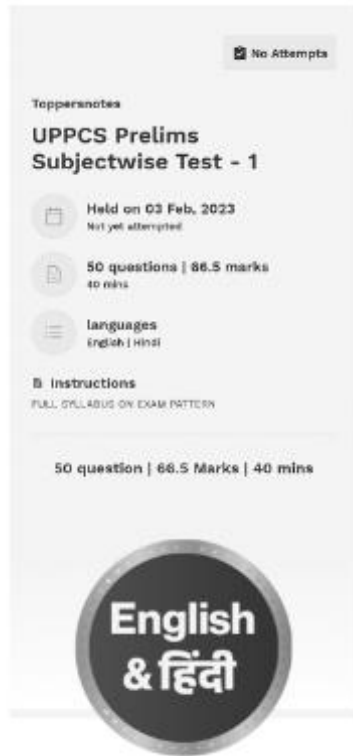 No Attempts
Toppersnotes
UPPCS Prelims
Subjectwise Test - 1
Held on 03 Feb, 2023
Not yet attempted
50 questions | 66.5 marks
40 mins
languages
English | Hindi
Instructions
FULL SYLLABUS ON EXAM PATTERN
50 question | 66.5 Marks | 40 mins
English
& हिंदी